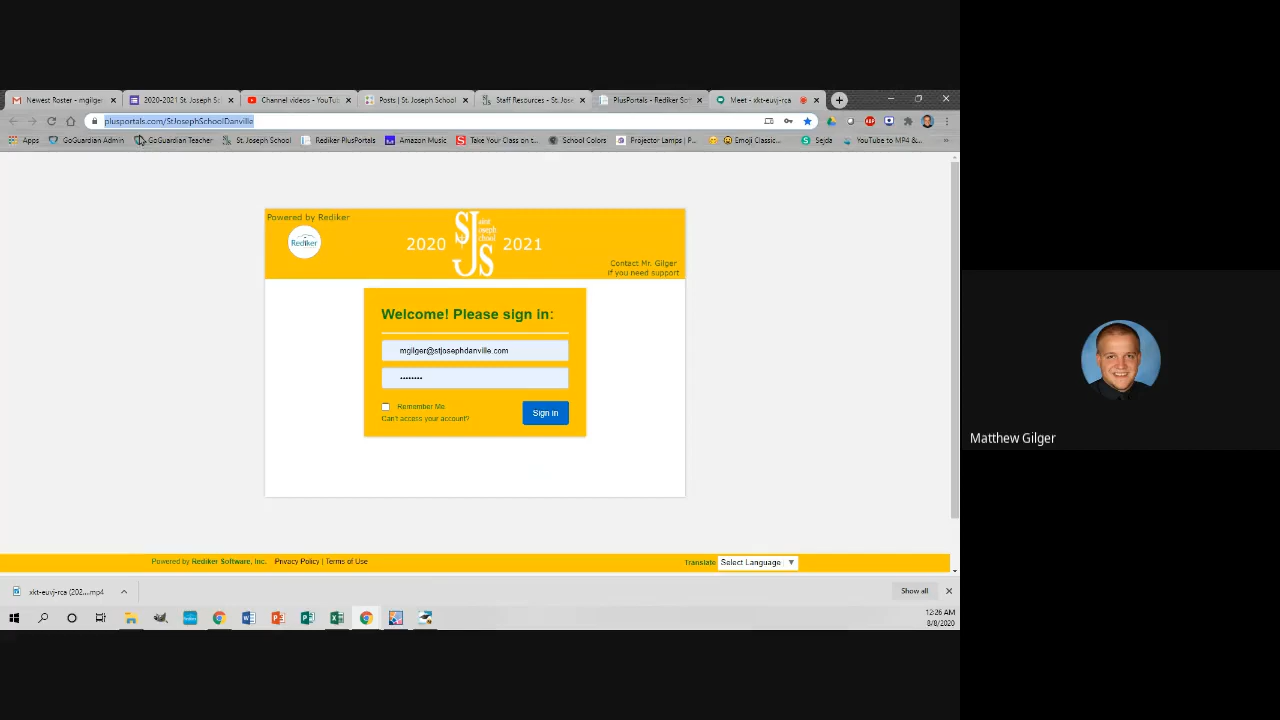 Newest Roster - mgilger
2020-2021 St. Joseph Sc
Channel videos - YouTu
Posts | St. Joseph School
Staff Resources - St. Jose
PlusPortals - Rediker Sof
Meet - xkt-euvj-rca
plusportals.com/StJosephSchoolDanville
Apps
GoGuardian Admin
GoGuardian Teacher
St. Joseph School
Rediker PlusPortals
Amazon Music
Take Your Class on t...
School Colors
Projector Lamps | P...
Emoji Classic...
Sejda
YouTube to MP4 &...
Powered by Rediker
Rediker
2020
SJS
Saint
Joseph
School
2021
Contact Mr. Gilger
if you need support
Welcome! Please sign in:
mgilger@stjosephdanville.com
••••••••
Remember Me
Sign in
Can't access your account?
Matthew Gilger
Powered by Rediker Software, Inc. Privacy Policy | Terms of Use
Translate Select Language ▼
xkt-euvj-rca (202....mp4
Show all
12:26 AM
8/8/2020